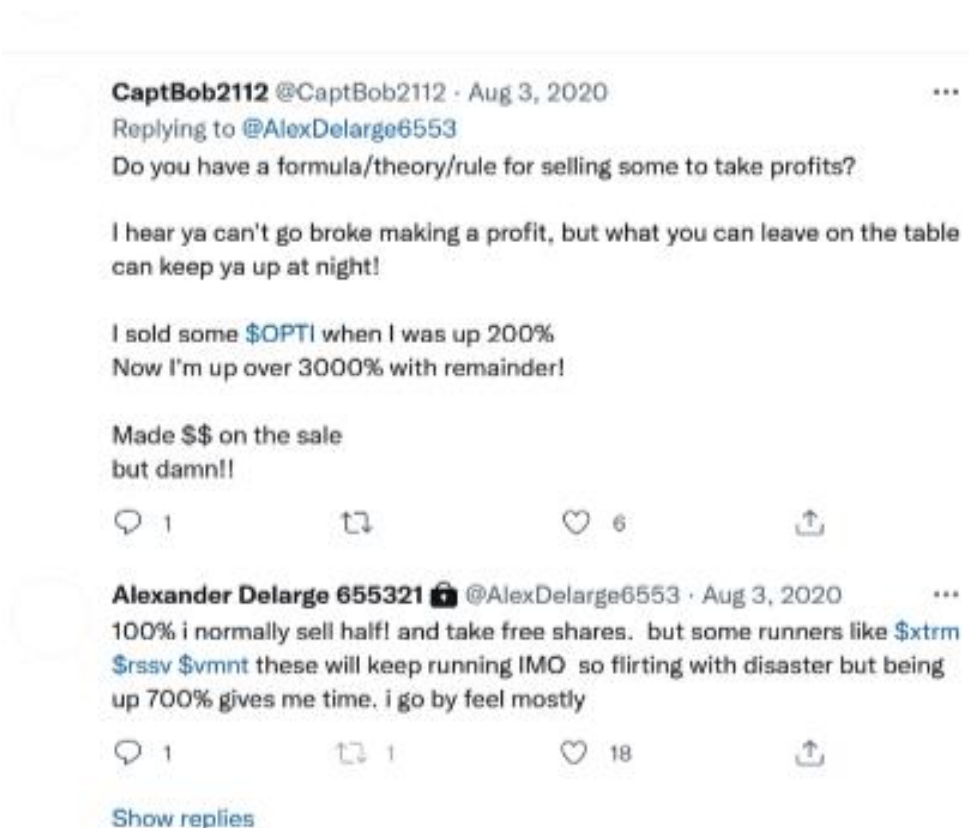 CaptBob2112 @CaptBob2112 · Aug 3, 2020
Replying to @AlexDelarge6553
Do you have a formula/theory/rule for selling some to take profits?
I hear ya can't go broke making a profit, but what you can leave on the table
can keep ya up at night!
I sold some $OPTI when I was up 200%
Now I'm up over 3000% with remainder!
Made $$ on the sale
but damn!!
1 6
Alexander Delarge 655321 @AlexDelarge6553 · Aug 3, 2020
100% i normally sell half! and take free shares. but some runners like $xtrm
$rssv $vmnt these will keep running IMO so flirting with disaster but being
up 700% gives me time. i go by feel mostly
1 1 18
Show replies